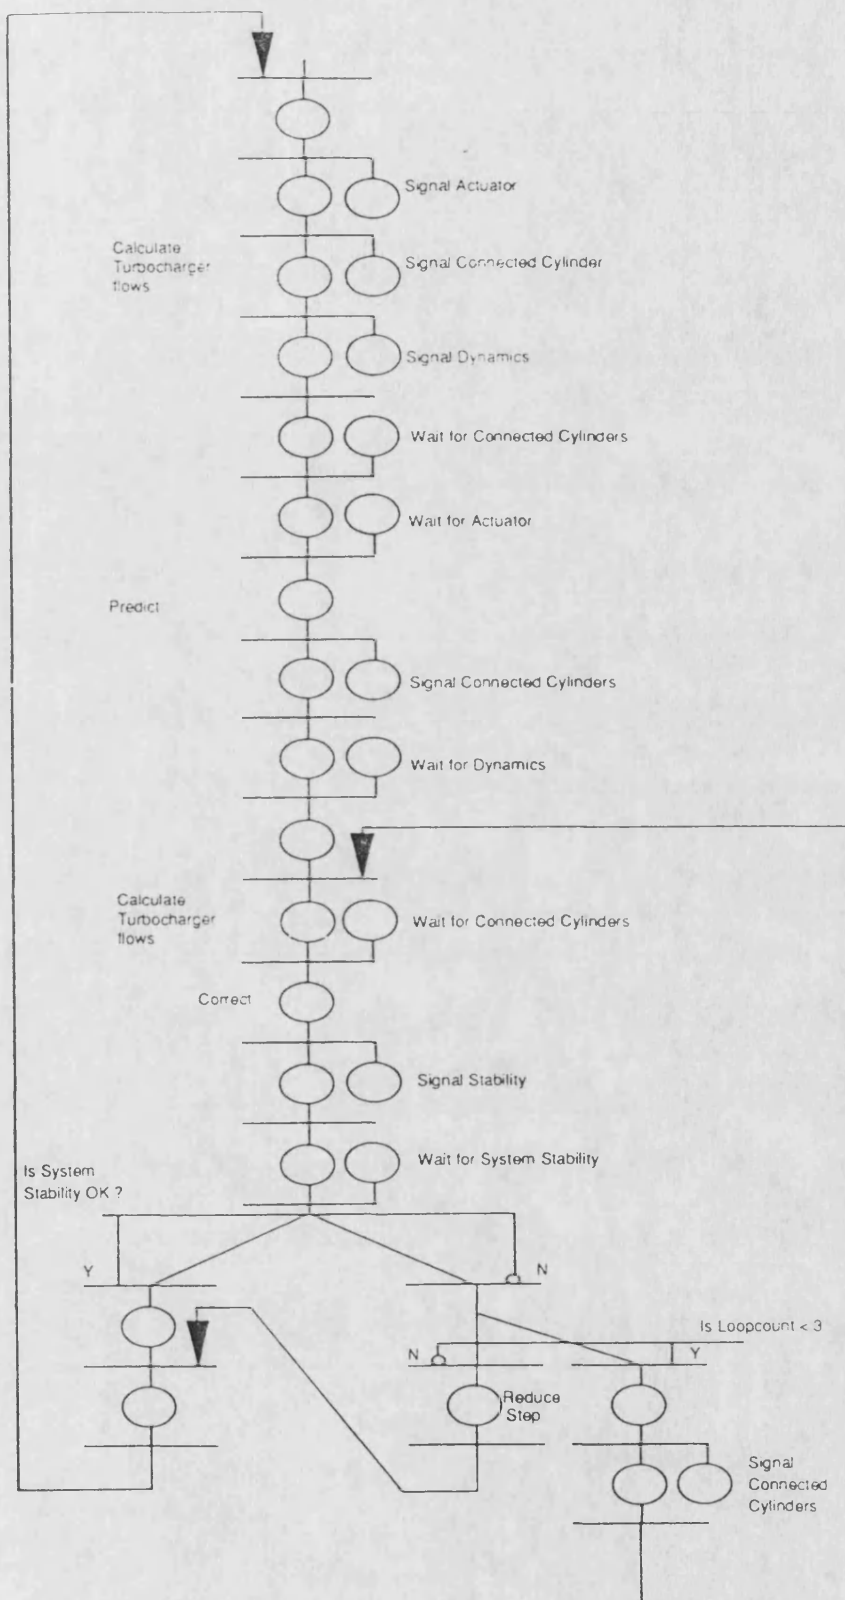 Signal Actuator
Calculate
Turbocharger
flows
Signal Connected Cylinder
Signal Dynamics
Wait for Connected Cylinders
Wait for Actuator
Predict
Signal Connected Cylinders
Wait for Dynamics
Calculate
Turbocharger
flows
Wait for Connected Cylinders
Correct
Signal Stability
Wait for System Stability
Is System
Stability OK ?
Y
N
Is Loopcount < 3
N
Y
Reduce
Step
Signal
Connected
Cylinders